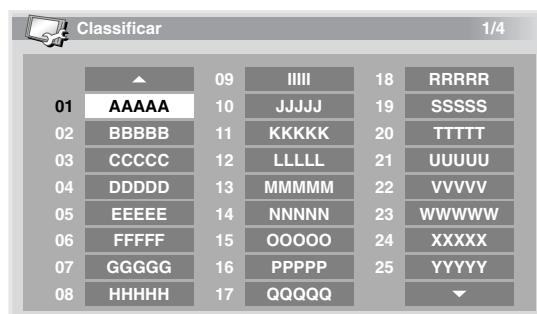 Classificar 1/4
09 IIIII 18 RRRRR
01 AAAAA 10 JJJJJ 19 SSSSS
02 BBBBB 11 KKKKK 20 TTTTT
03 CCCCC 12 LLLLL 21 UUUUU
04 DDDDD 13 MMMMM 22 VVVVV
05 EEEEE 14 NNNNN 23 WWWWW
06 FFFFF 15 OOOOO 24 XXXXX
07 GGGGG 16 PPPPP 25 YYYYY
08 HHHHH 17 QQQQQ